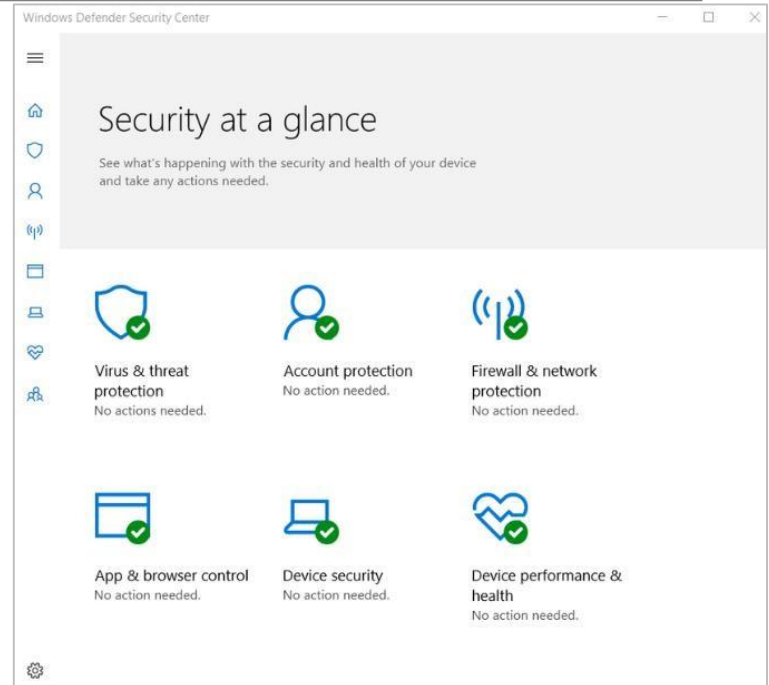 Windows Defender Security Center
Security at a glance
See what's happening with the security and health of your device
and take any actions needed.
Virus & threat
protection
No actions needed.
Account protection
No action needed.
Firewall & network
protection
No action needed.
App & browser control
No action needed.
Device security
No action needed.
Device performance &
health
No action needed.